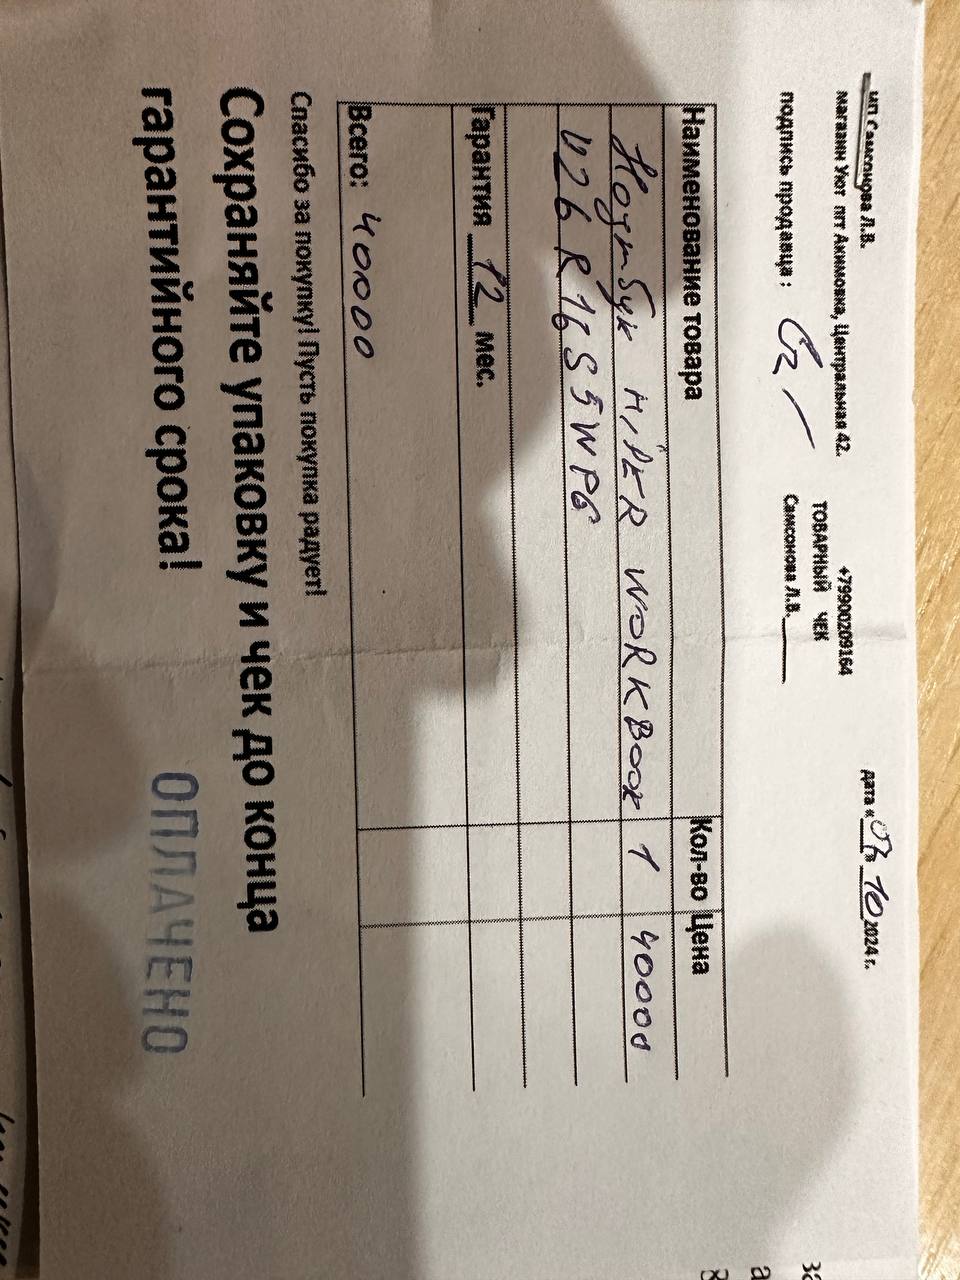 ИП Самсонова Л.В.
магазин Уют пгт Акимовка, Центральная 42. +79900209164 дата «07» 10 2024 г.
ТОВАРНЫЙ ЧЕК
подпись продавца: Самсонова Л.В.
Наименование товара Кол-во Цена
Ноутбук HIPER WORKBOOK 1 40000
U26R16S5WPG
Гарантия 12 мес.
Всего: 40000
Спасибо за покупку! Пусть покупка радует!
Сохраняйте упаковку и чек до конца
гарантийного срока!
ОПЛАЧЕНО